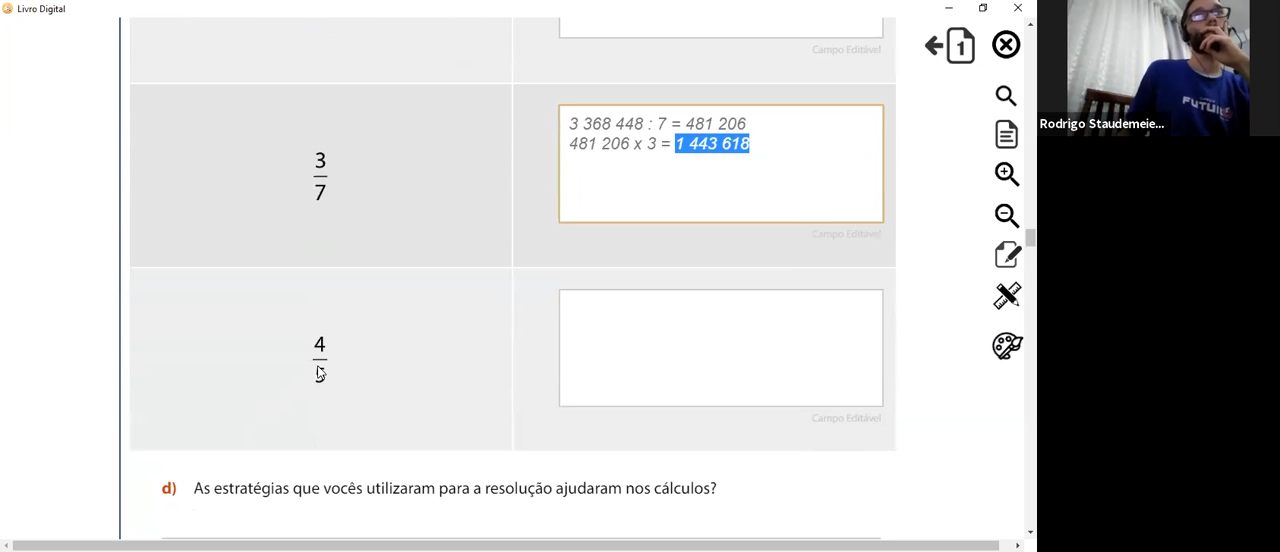 Livro Digital
Campo Editável
1
3
7
3 368 448 : 7 = 481 206
481 206 x 3 = 1 443 618
Campo Editável
4
Campo Editável
d) As estratégias que vocês utilizaram para a resolução ajudaram nos cálculos?
Rodrigo Staudemeie...